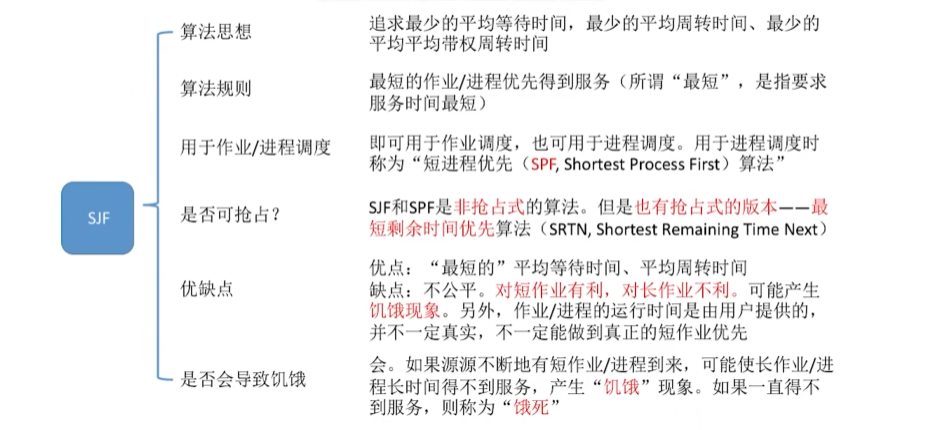 SJF
算法思想
追求最少的平均等待时间，最少的平均周转时间、最少的
平均平均带权周转时间
算法规则
最短的作业/进程优先得到服务（所谓“最短”，是指要求
服务时间最短）
用于作业/进程调度
即可用于作业调度，也可用于进程调度。用于进程调度时
称为“短进程优先（SPF, Shortest Process First）算法”
是否可抢占？
SJF和SPF是非抢占式的算法。但是也有抢占式的版本——最
短剩余时间优先算法（SRTN, Shortest Remaining Time Next）
优缺点
优点：“最短的”平均等待时间、平均周转时间
缺点：不公平。对短作业有利，对长作业不利。可能产生
饥饿现象。另外，作业/进程的运行时间是由用户提供的，
并不一定真实，不一定能做到真正的短作业优先
是否会导致饥饿
会。如果源源不断地有短作业/进程到来，可能使长作业/进
程长时间得不到服务，产生“饥饿”现象。如果一直得不
到服务，则称为“饿死”